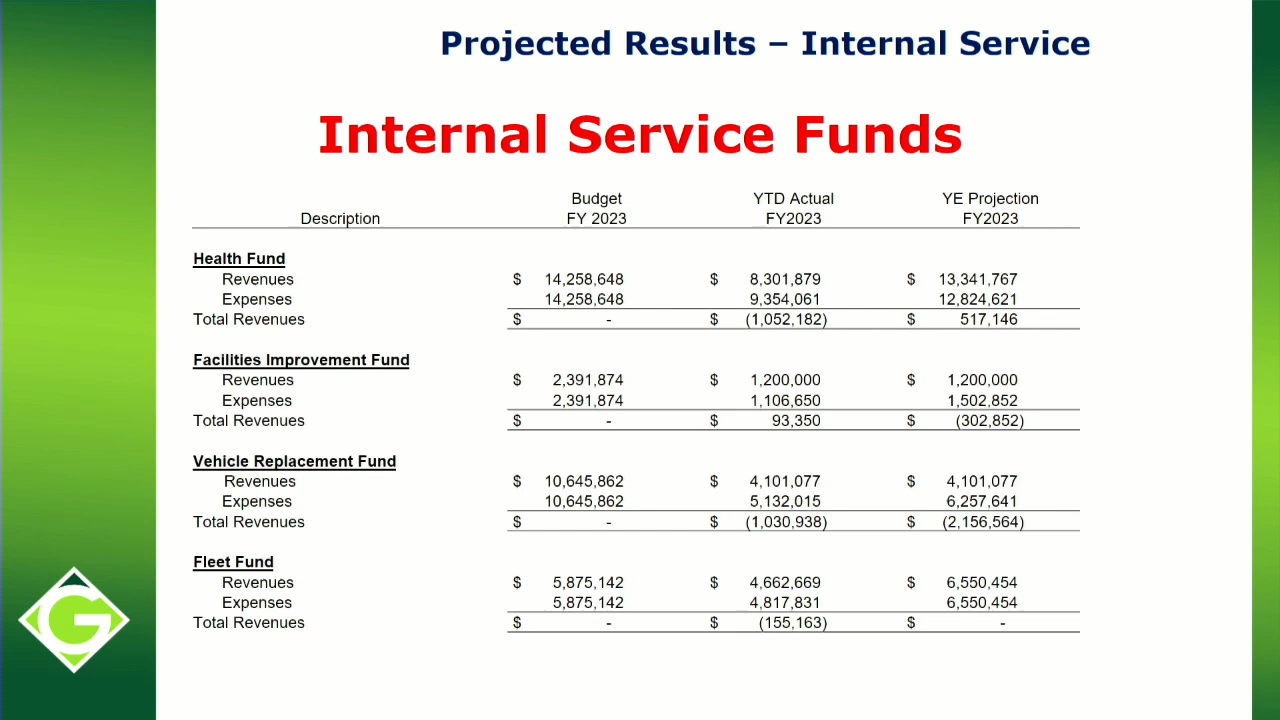 Projected Results – Internal Service
Internal Service Funds
Budget YTD Actual YE Projection
Description FY 2023 FY2023 FY2023
Health Fund
Revenues $ 14,258,648 $ 8,301,879 $ 13,341,767
Expenses 14,258,648 9,354,061 12,824,621
Total Revenues $ - $ (1,052,182) $ 517,146
Facilities Improvement Fund
Revenues $ 2,391,874 $ 1,200,000 $ 1,200,000
Expenses 2,391,874 1,106,650 1,502,852
Total Revenues $ - $ 93,350 $ (302,852)
Vehicle Replacement Fund
Revenues $ 10,645,862 $ 4,101,077 $ 4,101,077
Expenses 10,645,862 5,132,015 6,257,641
Total Revenues $ - $ (1,030,938) $ (2,156,564)
Fleet Fund
Revenues $ 5,875,142 $ 4,662,669 $ 6,550,454
Expenses 5,875,142 4,817,831 6,550,454
Total Revenues $ - $ (155,163) $ -
G